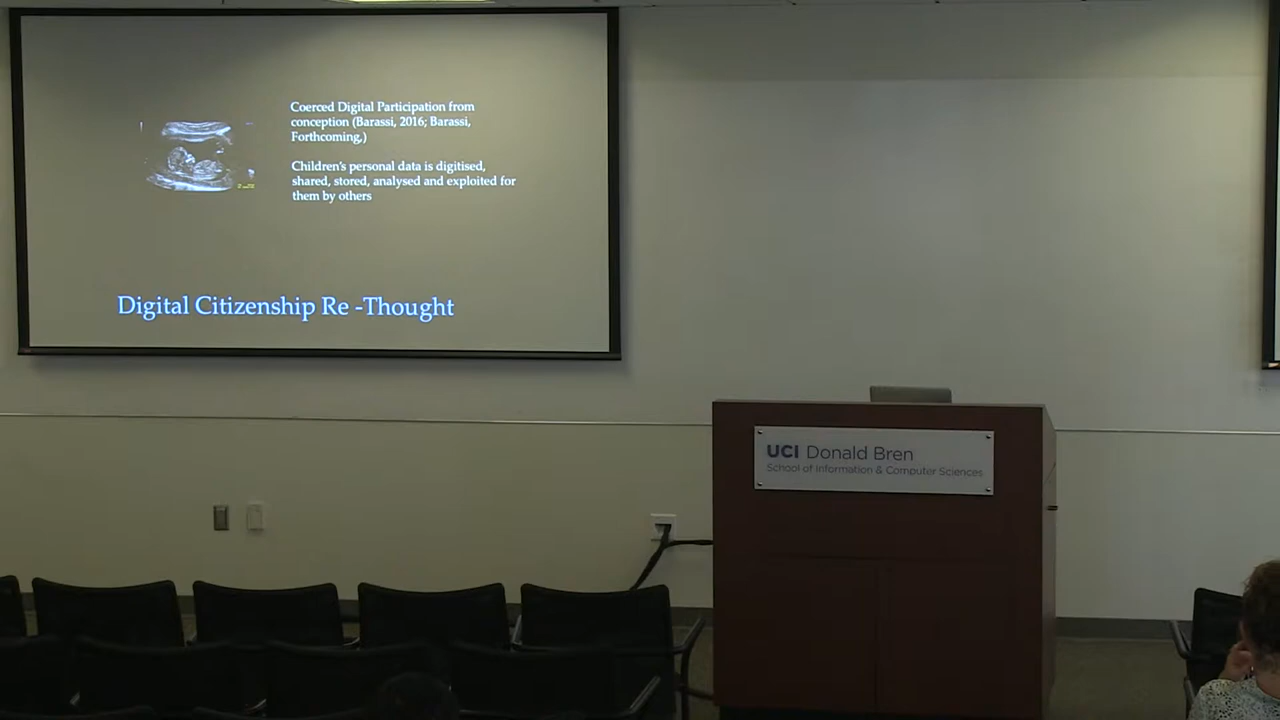 Coerced Digital Participation from
conception (Barassi, 2016; Barassi,
Forthcoming,)
Children's personal data is digitised,
shared, stored, analysed and exploited for
them by others
Digital Citizenship Re -Thought
UCI Donald Bren
School of Information & Computer Sciences